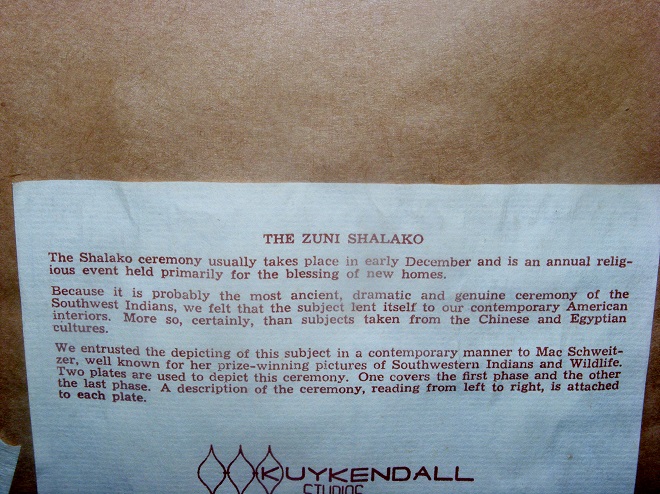 THE ZUNI SHALAKO
The Shalako ceremony usually takes place in early December and is an annual relig-
ious event held primarily for the blessing of new homes.
Because it is probably the most ancient, dramatic and genuine ceremony of the
Southwest Indians, we felt that the subject lent itself to our contemporary American
interiors. More so, certainly, than subjects taken from the Chinese and Egyptian
cultures.
We entrusted the depicting of this subject in a contemporary manner to Mac Schweit-
zer, well known for her prize-winning pictures of Southwestern Indians and Wildlife.
Two plates are used to depict this ceremony. One covers the first phase and the other
the last phase. A description of the ceremony, reading from left to right, is attached
to each plate.
KUYKENDALL
STUDIOS